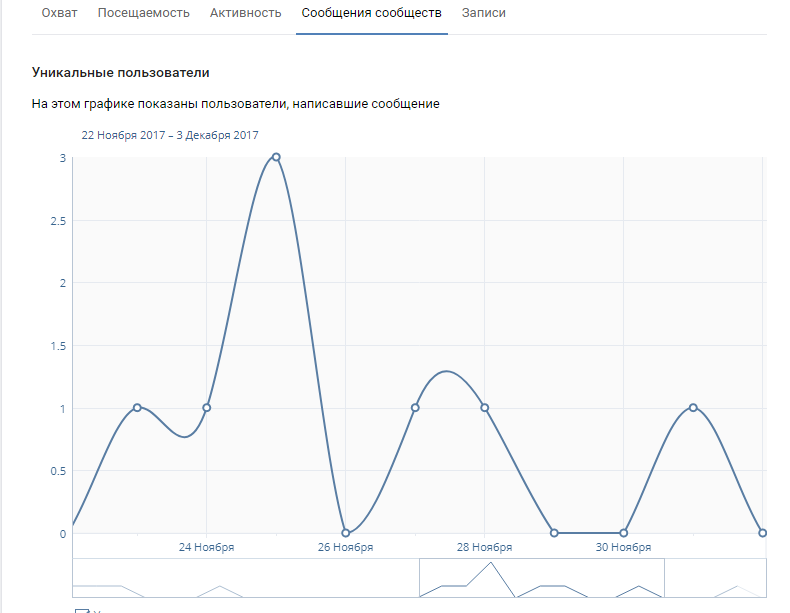 Охват Посещаемость Активность Сообщения сообществ Записи
Уникальные пользователи
На этом графике показаны пользователи, написавшие сообщение
22 Ноября 2017 – 3 Декабря 2017
3
2.5
2
1.5
1
0.5
0
24 Ноября 26 Ноября 28 Ноября 30 Ноября